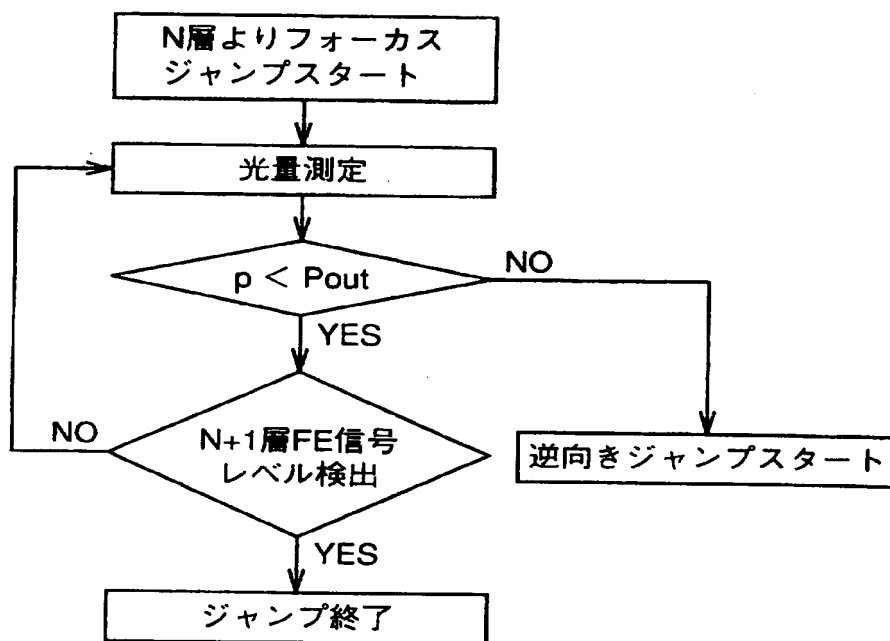 N層よりフォーカス
ジャンプスタート
光量測定
p < Pout
NO
YES
N+1層FE信号
レベル検出
NO
逆向きジャンプスタート
YES
ジャンプ終了